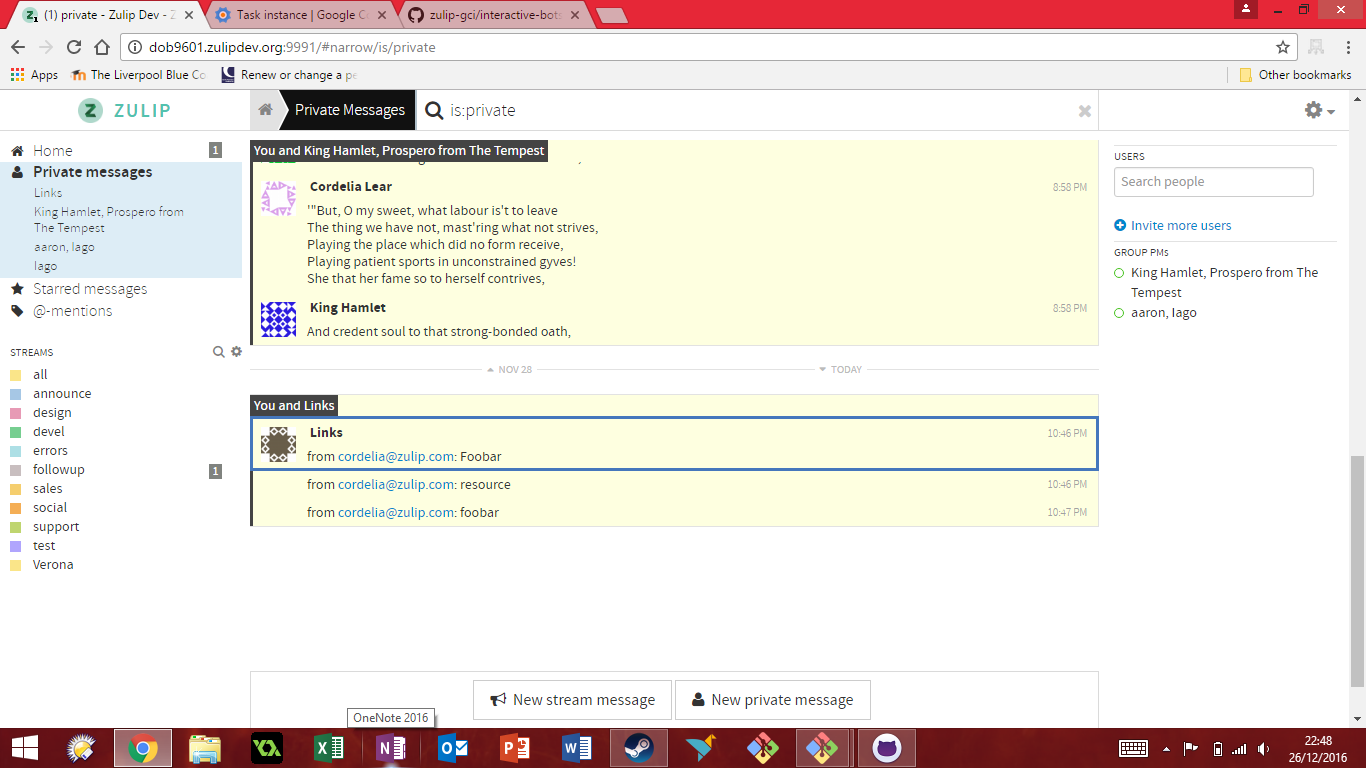 (1) private - Zulip Dev - Z
Task instance | Google Co
zulip-gci/interactive-bots
dob9601.zulipdev.org:9991/#narrow/is/private
Apps
The Liverpool Blue Co
Renew or change a pe
Other bookmarks
ZULIP
Private Messages
is:private
Home
1
Private messages
Links
King Hamlet, Prospero from
The Tempest
aaron, Iago
Iago
Starred messages
@-mentions
STREAMS
all
announce
design
devel
errors
followup
1
sales
social
support
test
Verona
You and King Hamlet, Prospero from The Tempest
Cordelia Lear
8:58 PM
'"But, O my sweet, what labour is't to leave
The thing we have not, mast'ring what not strives,
Playing the place which did no form receive,
Playing patient sports in unconstrained gyves!
She that her fame so to herself contrives,
King Hamlet
8:58 PM
And credent soul to that strong-bonded oath,
NOV 28
TODAY
You and Links
Links
10:46 PM
from cordelia@zulip.com: Foobar
from cordelia@zulip.com: resource
10:46 PM
from cordelia@zulip.com: foobar
10:47 PM
New stream message
New private message
USERS
Search people
Invite more users
GROUP PMs
King Hamlet, Prospero from The
Tempest
aaron, Iago
OneNote 2016
22:48
26/12/2016